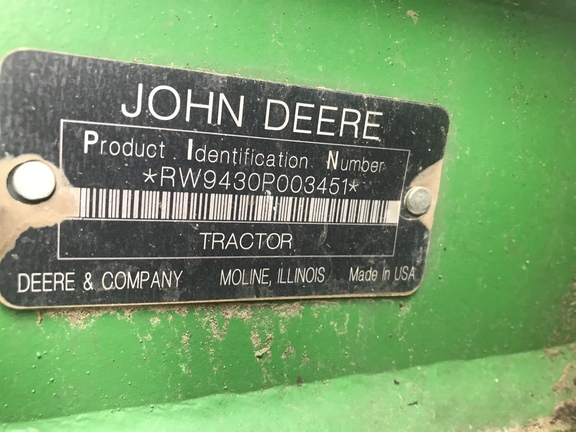 JOHN DEERE
Product Identification Number
*RW9430P003451*
TRACTOR
DEERE & COMPANY MOLINE, ILLINOIS Made in USA